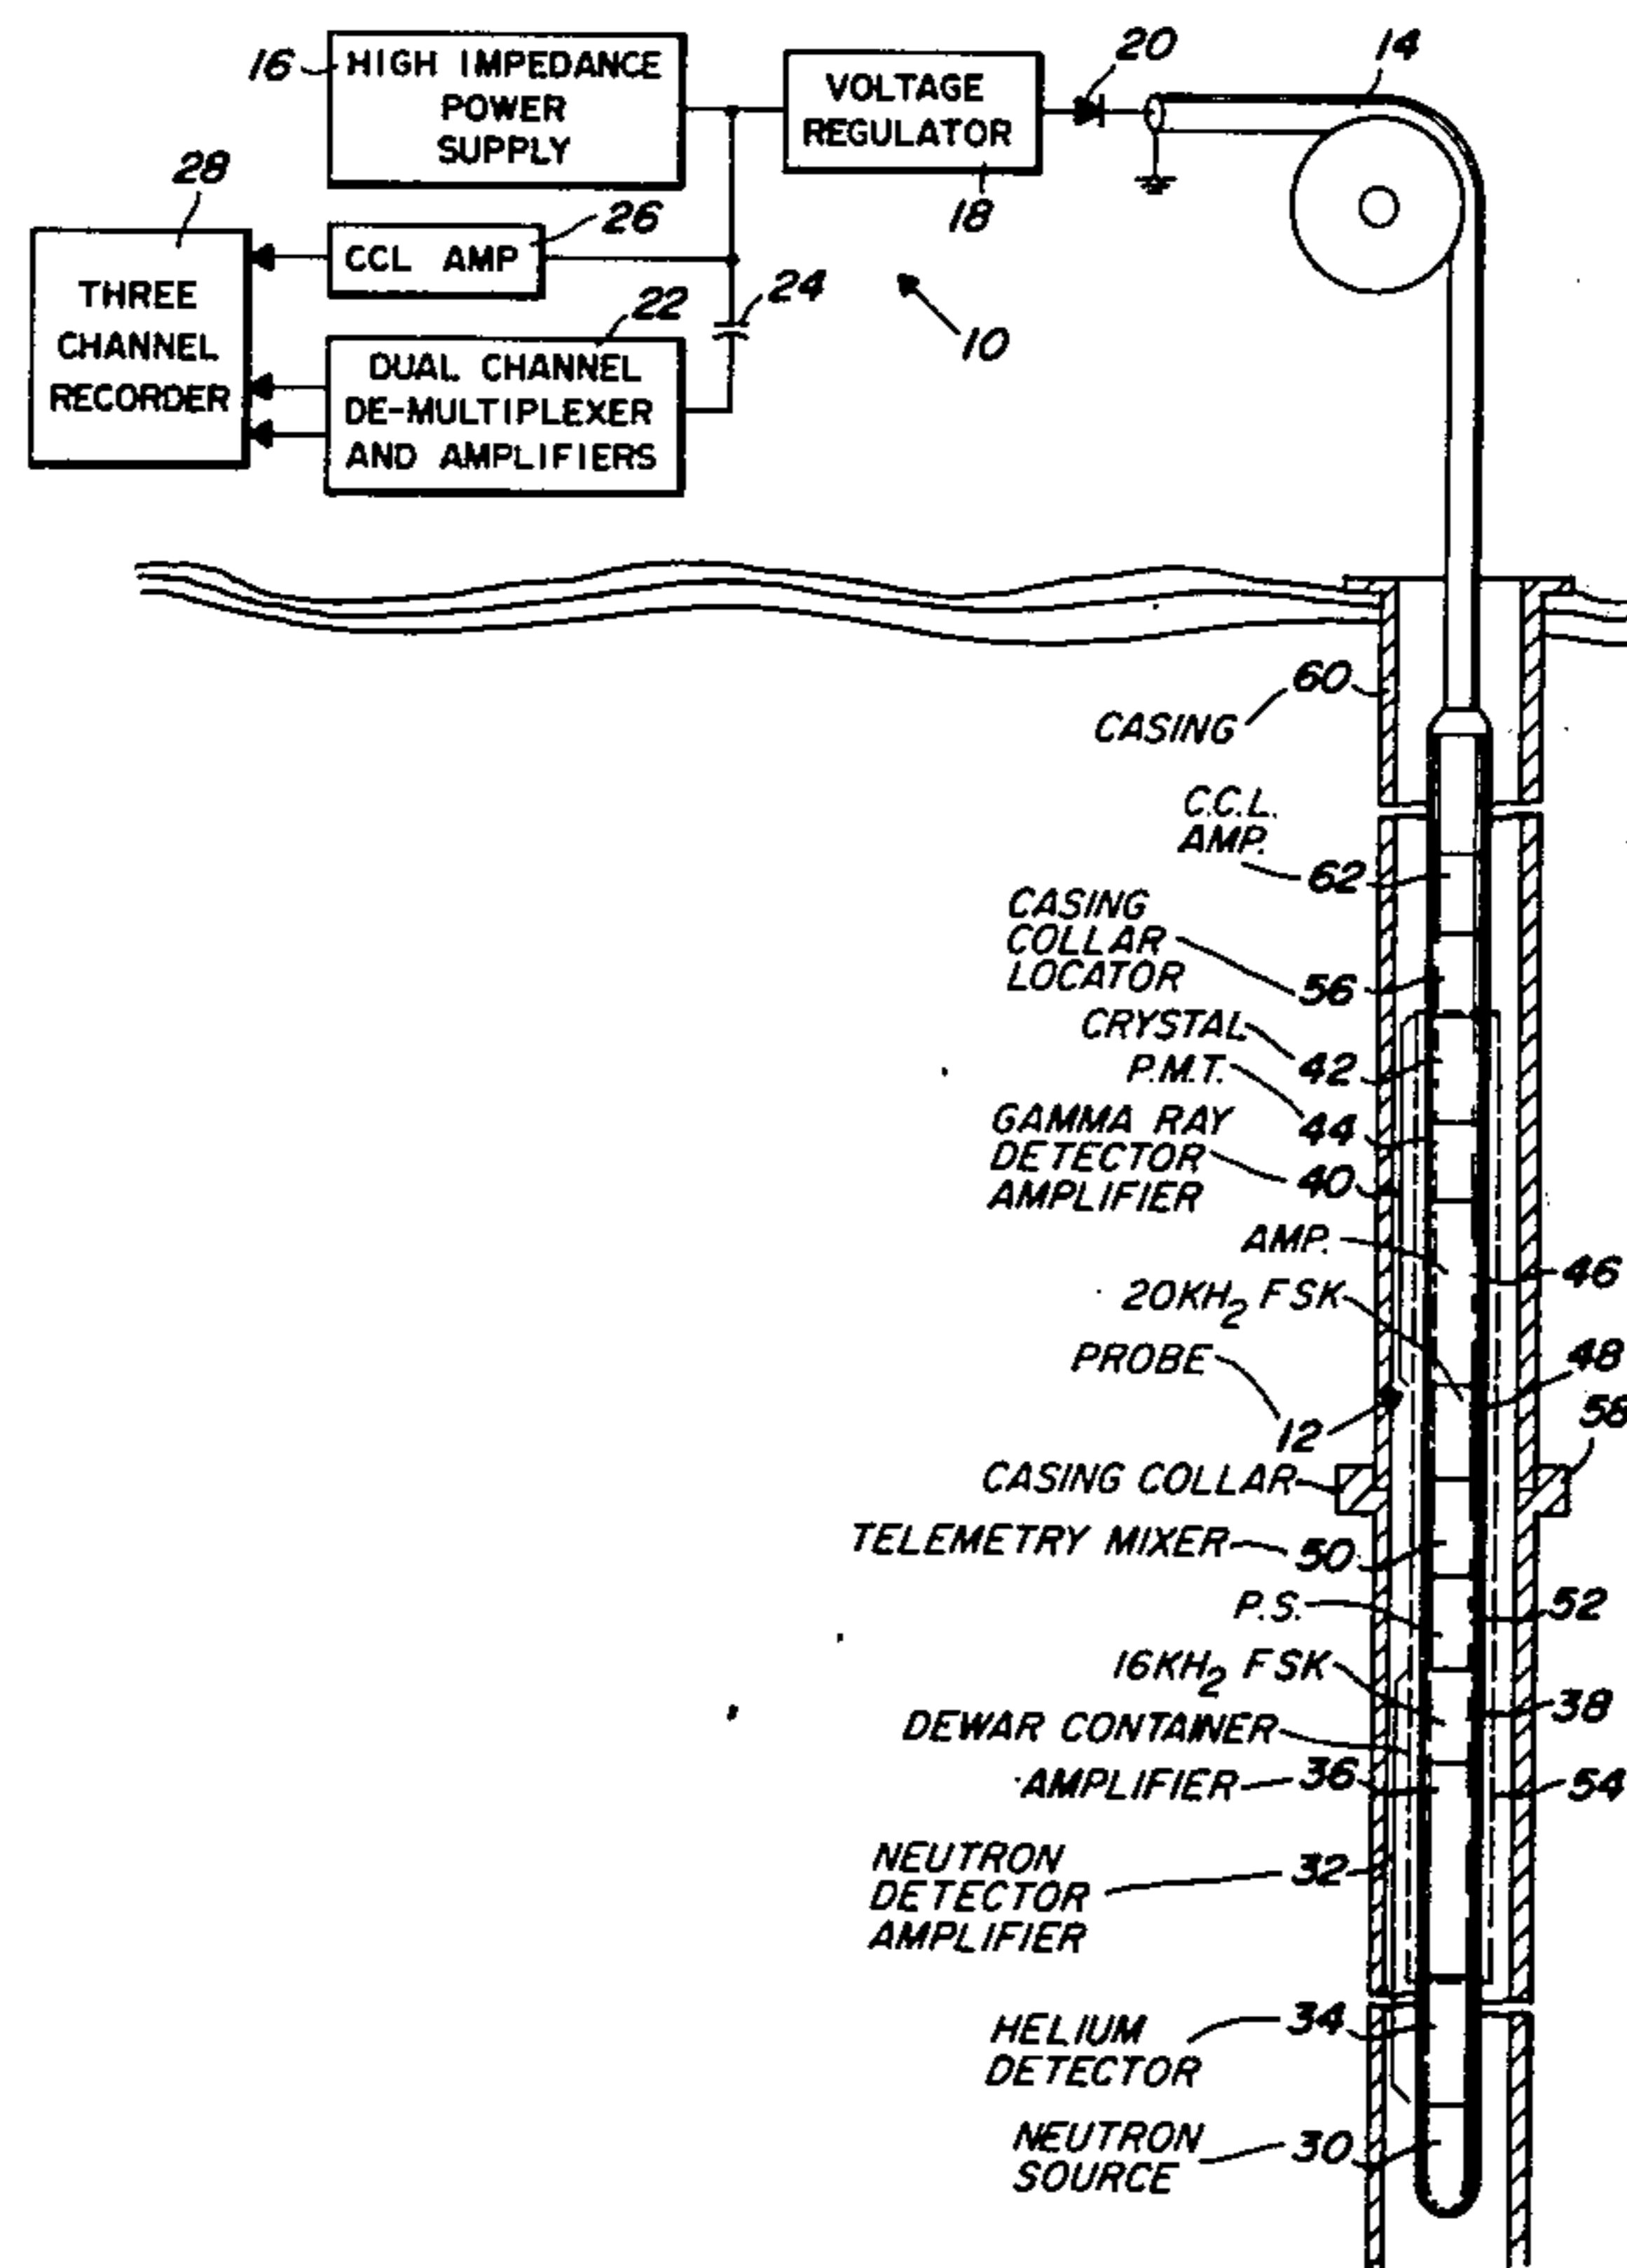 20
14
16
HIGH IMPEDANCE
POWER
SUPPLY
VOLTAGE
REGULATOR
18
28
26
CCL AMP
THREE
CHANNEL
RECORDER
22
24
10
DUAL CHANNEL
DE-MULTIPLEXER
AND AMPLIFIERS
60
CASING
C.C.L.
AMP.
62
CASING
COLLAR
LOCATOR
56
CRYSTAL
42
P.M.T.
44
GAMMA RAY
DETECTOR
AMPLIFIER
40
AMP.
46
20KH2 FSK
48
PROBE
12
58
CASING COLLAR
TELEMETRY MIXER
50
P.S.
52
16KH2 FSK
38
DEWAR CONTAINER
AMPLIFIER
36
54
NEUTRON
DETECTOR
AMPLIFIER
32
HELIUM
DETECTOR
34
NEUTRON
SOURCE
30